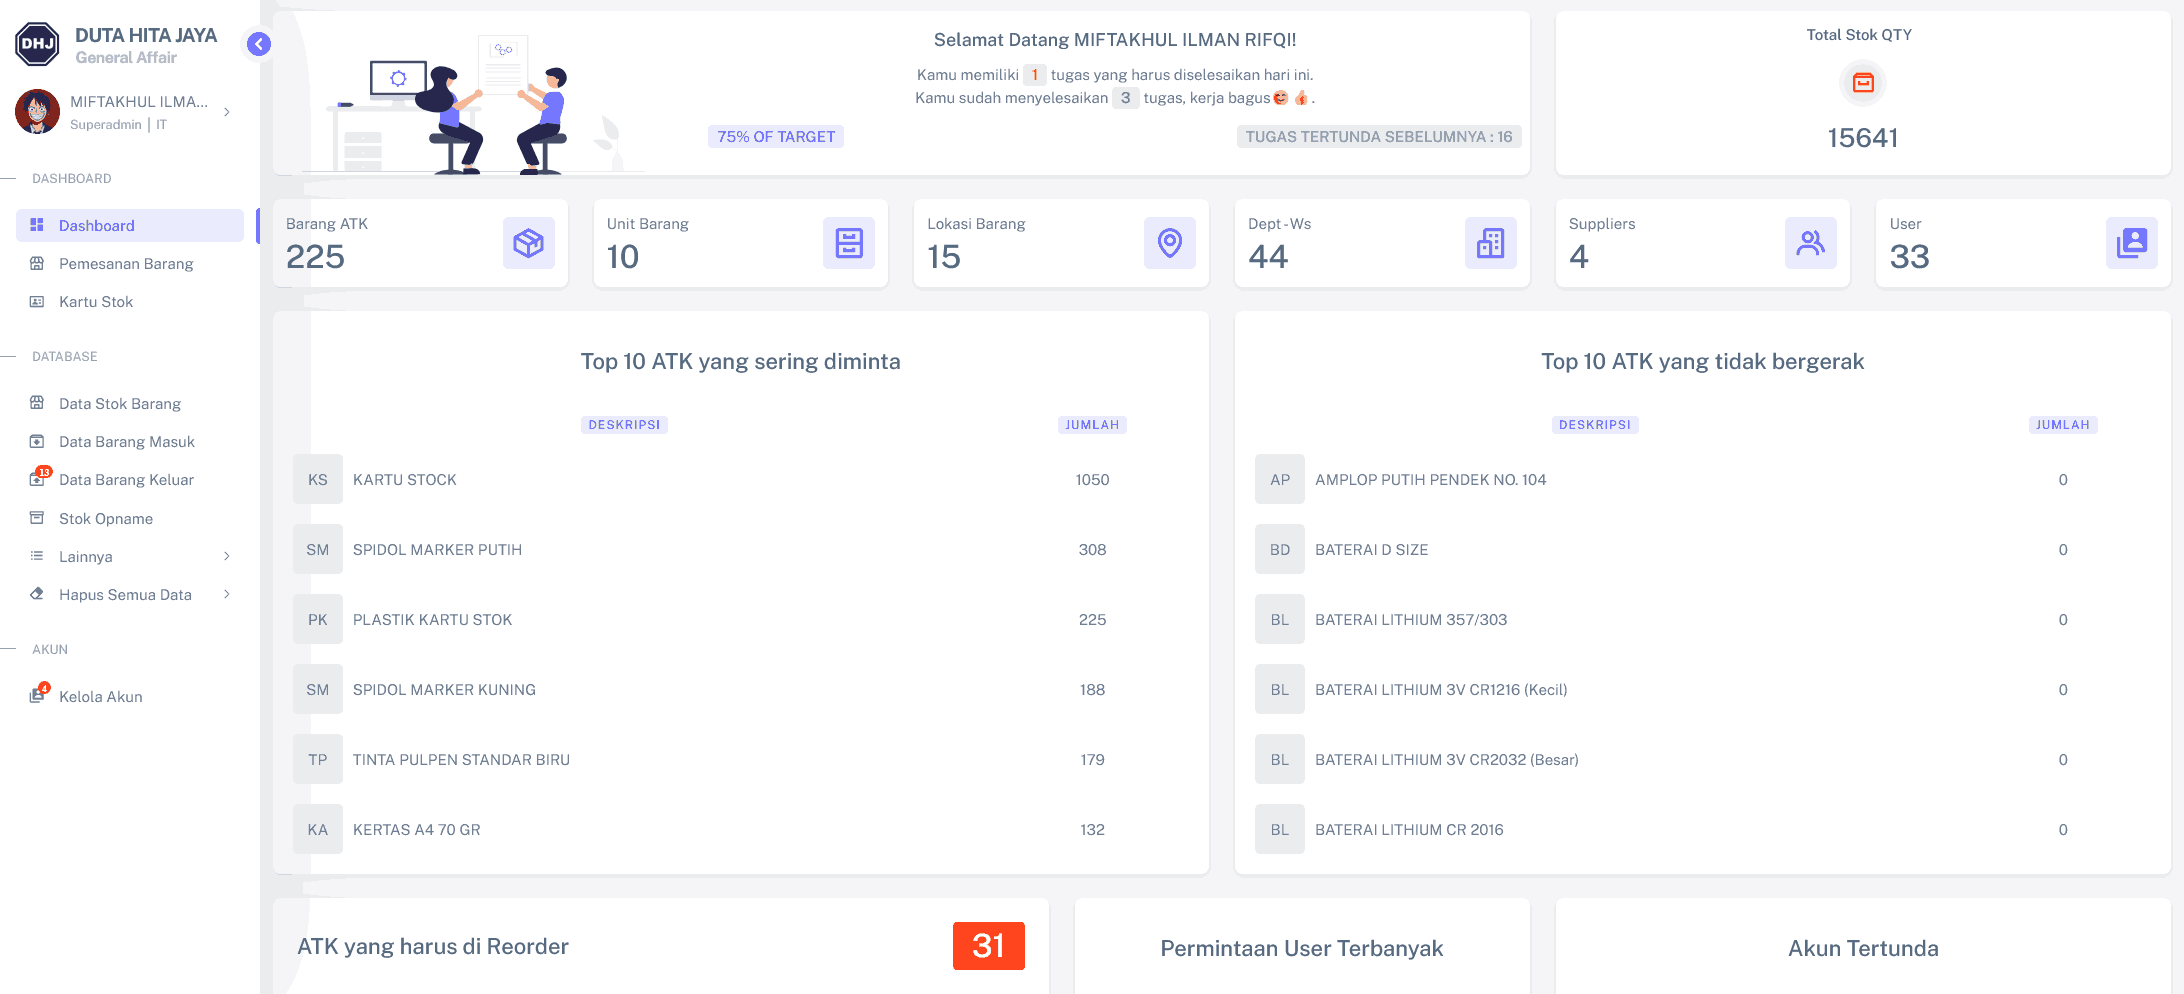 DHJ
DUTA HITA JAYA
General Affair
MIFTAKHUL ILMA...
Superadmin | IT
DASHBOARD
Dashboard
Pemesanan Barang
Kartu Stok
DATABASE
Data Stok Barang
Data Barang Masuk
13
Data Barang Keluar
Stok Opname
Lainnya
Hapus Semua Data
AKUN
4
Kelola Akun
Selamat Datang MIFTAKHUL ILMAN RIFQI!
Kamu memiliki 1 tugas yang harus diselesaikan hari ini.
Kamu sudah menyelesaikan 3 tugas, kerja bagus🥰 👍 .
75% OF TARGET
TUGAS TERTUNDA SEBELUMNYA : 16
Total Stok QTY
15641
Barang ATK
225
Unit Barang
10
Lokasi Barang
15
Dept-Ws
44
Suppliers
4
User
33
Top 10 ATK yang sering diminta
DESKRIPSI JUMLAH
KS KARTU STOCK 1050
SM SPIDOL MARKER PUTIH 308
PK PLASTIK KARTU STOK 225
SM SPIDOL MARKER KUNING 188
TP TINTA PULPEN STANDAR BIRU 179
KA KERTAS A4 70 GR 132
Top 10 ATK yang tidak bergerak
DESKRIPSI JUMLAH
AP AMPLOP PUTIH PENDEK NO. 104 0
BD BATERAI D SIZE 0
BL BATERAI LITHIUM 357/303 0
BL BATERAI LITHIUM 3V CR1216 (Kecil) 0
BL BATERAI LITHIUM 3V CR2032 (Besar) 0
BL BATERAI LITHIUM CR 2016 0
ATK yang harus di Reorder
31
Permintaan User Terbanyak
Akun Tertunda